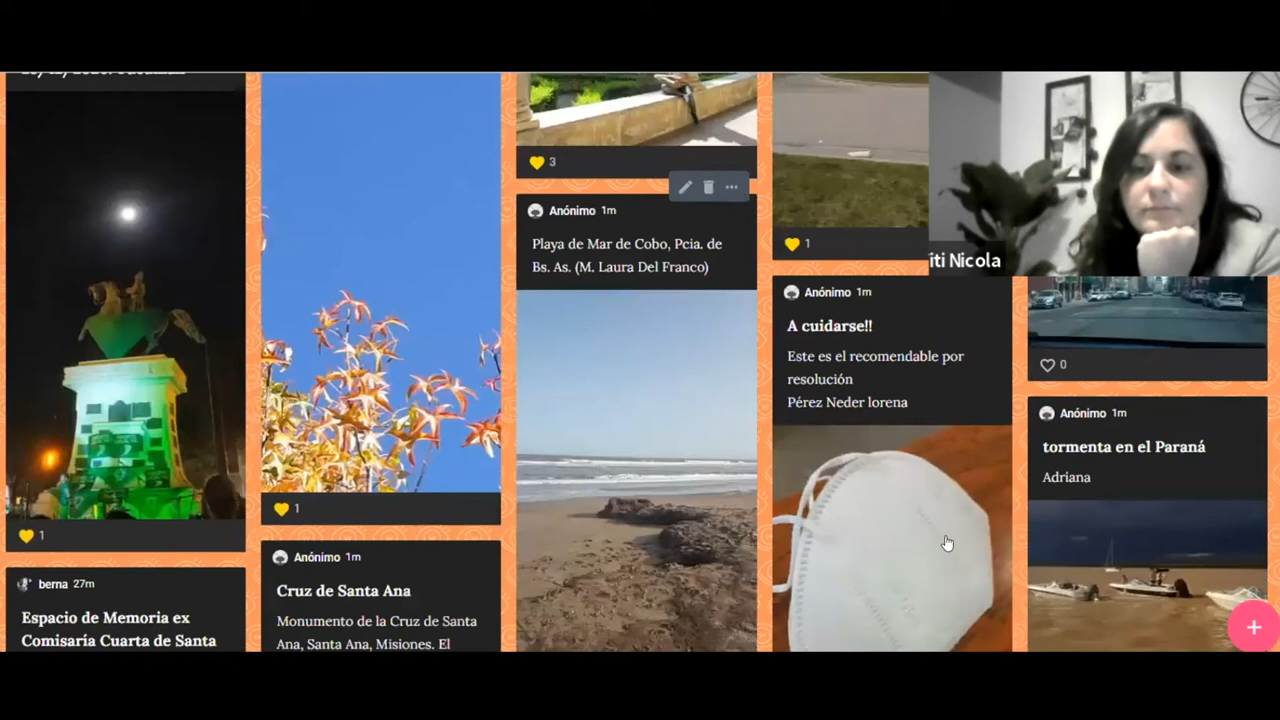 1
berna 27m
Espacio de Memoria ex
Comisaría Cuarta de Santa
1
Anónimo 1m
Cruz de Santa Ana
Monumento de la Cruz de Santa
Ana, Santa Ana, Misiones. El
3
Anónimo 1m
Playa de Mar de Cobo, Pcia. de
Bs. As. (M. Laura Del Franco)
1
Anónimo 1m
A cuidarse!!
Este es el recomendable por
resolución
Pérez Neder lorena
iti Nicola
0
Anónimo 1m
tormenta en el Paraná
Adriana